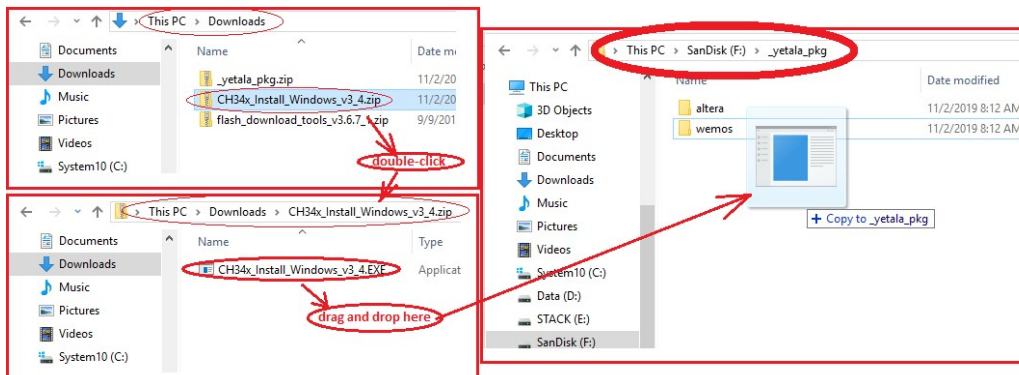 This PC > Downloads
Documents
Downloads
Music
Pictures
Videos
System10 (C:)
Name
Date mo
_yetala_pkg.zip
11/2/20
CH34x_Install_Windows_v3_4.zip
11/2/20
flash_download_tools_v3.6.7_1.zip
9/9/201
double-click
This PC > Downloads > CH34x_Install_Windows_v3_4.zip
Documents
Downloads
Music
Pictures
Videos
System10 (C:)
Name
Type
CH34x_Install_Windows_v3_4.EXE
Applicat
drag and drop here
This PC > SanDisk (F:) > _yetala_pkg
This PC
3D Objects
Desktop
Documents
Downloads
Music
Pictures
Videos
System10 (C:)
Data (D:)
STACK (E:)
SanDisk (F:)
Name
Date modified
altera
11/2/2019 8:12 AM
wemos
11/2/2019 8:12 AM
+ Copy to _yetala_pkg